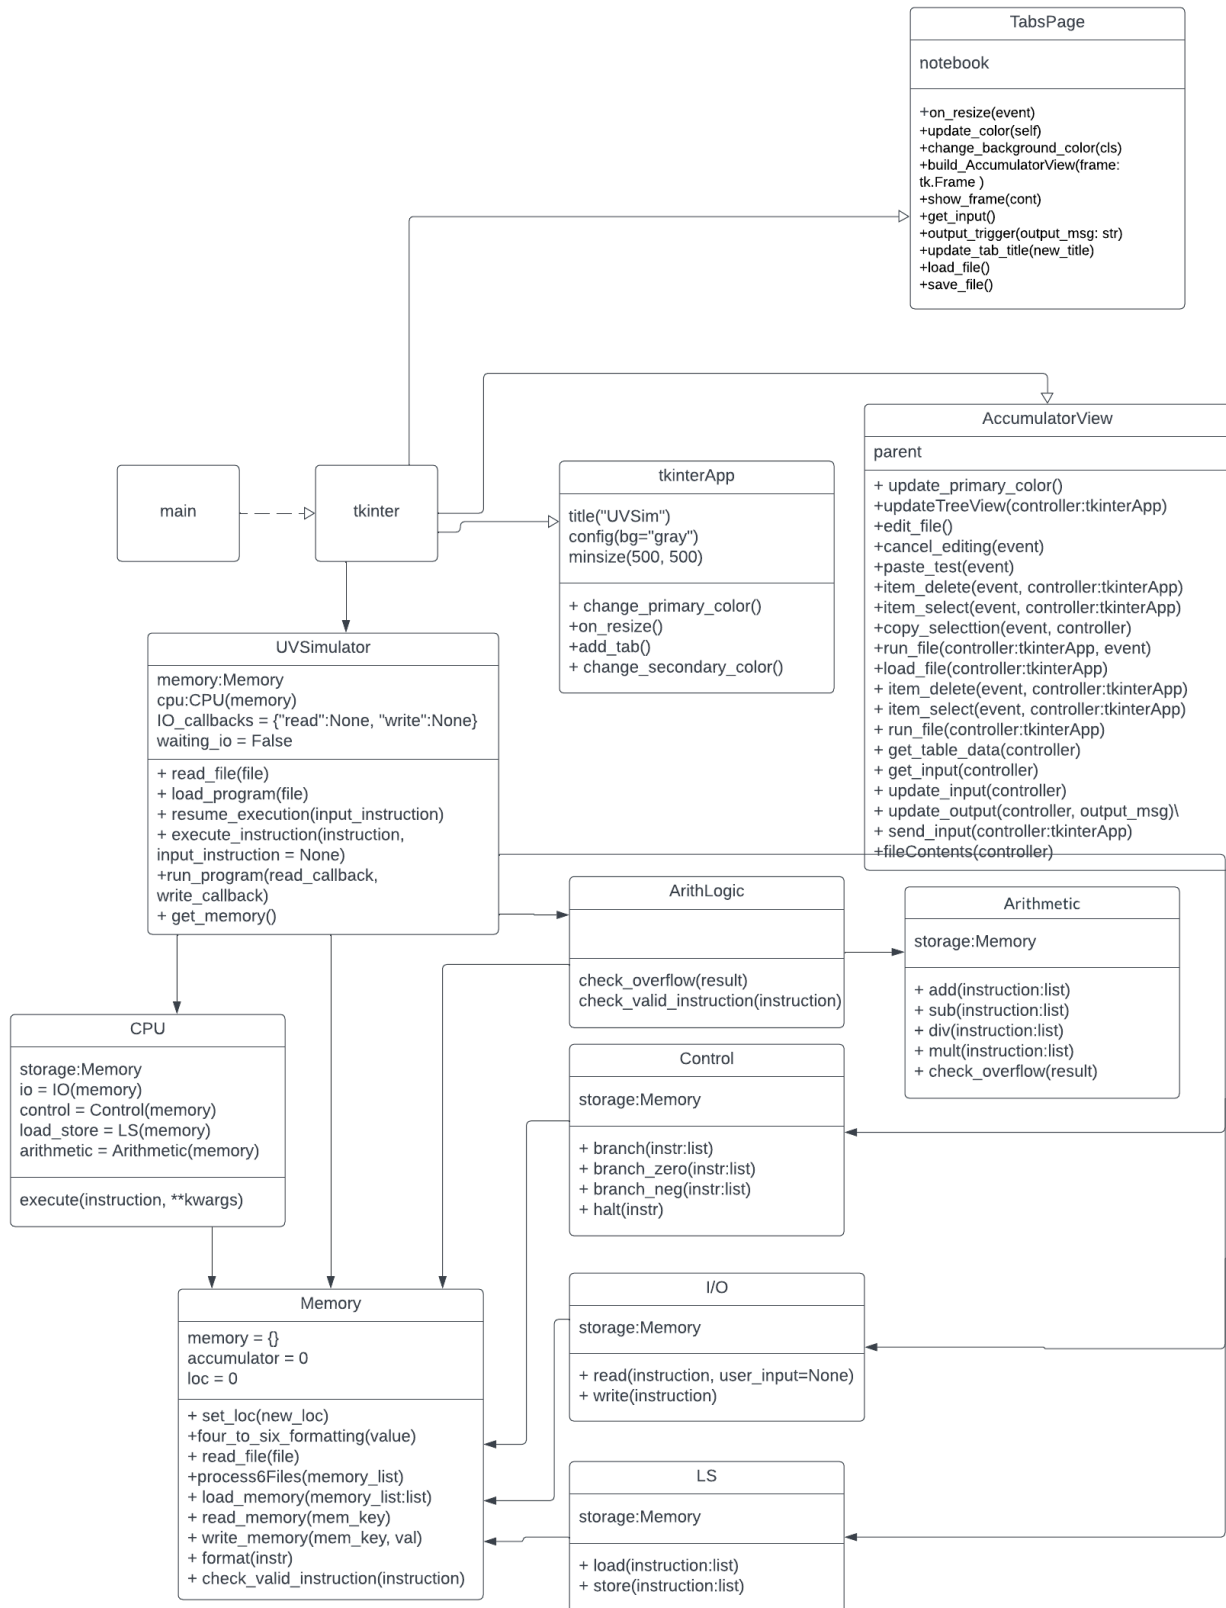 TabsPage
notebook
+on_resize(event)
+update_color(self)
+change_background_color(cls)
+build_AccumulatorView(frame:
tk.Frame )
+show_frame(cont)
+get_input()
+output_trigger(output_msg: str)
+update_tab_title(new_title)
+load_file()
+save_file()
AccumulatorView
parent
+ update_primary_color()
+updateTreeView(controller:tkinterApp)
+edit_file()
+cancel_editing(event)
+paste_test(event)
+item_delete(event, controller:tkinterApp)
+item_select(event, controller:tkinterApp)
+copy_selecttion(event, controller)
+run_file(controller:tkinterApp, event)
+load_file(controller:tkinterApp)
+ item_delete(event, controller:tkinterApp)
+ item_select(event, controller:tkinterApp)
+ run_file(controller:tkinterApp)
+ get_table_data(controller)
+ get_input(controller)
+ update_input(controller)
+ update_output(controller, output_msg)\
+ send_input(controller:tkinterApp)
+fileContents(controller)
main
tkinter
tkinterApp
title("UVSim")
config(bg="gray")
minsize(500, 500)
+ change_primary_color()
+on_resize()
+add_tab()
+ change_secondary_color()
UVSimulator
memory:Memory
cpu:CPU(memory)
IO_callbacks = {"read":None, "write":None}
waiting_io = False
+ read_file(file)
+ load_program(file)
+ resume_execution(input_instruction)
+ execute_instruction(instruction,
input_instruction = None)
+run_program(read_callback,
write_callback)
+ get_memory()
ArithLogic
check_overflow(result)
check_valid_instruction(instruction)
Arithmetic
storage:Memory
+ add(instruction:list)
+ sub(instruction:list)
+ div(instruction:list)
+ mult(instruction:list)
+ check_overflow(result)
CPU
storage:Memory
io = IO(memory)
control = Control(memory)
load_store = LS(memory)
arithmetic = Arithmetic(memory)
execute(instruction, **kwargs)
Control
storage:Memory
+ branch(instr:list)
+ branch_zero(instr:list)
+ branch_neg(instr:list)
+ halt(instr)
I/O
storage:Memory
+ read(instruction, user_input=None)
+ write(instruction)
Memory
memory = {}
accumulator = 0
loc = 0
+ set_loc(new_loc)
+four_to_six_formatting(value)
+ read_file(file)
+process6Files(memory_list)
+ load_memory(memory_list:list)
+ read_memory(mem_key)
+ write_memory(mem_key, val)
+ format(instr)
+ check_valid_instruction(instruction)
LS
storage:Memory
+ load(instruction:list)
+ store(instruction:list)